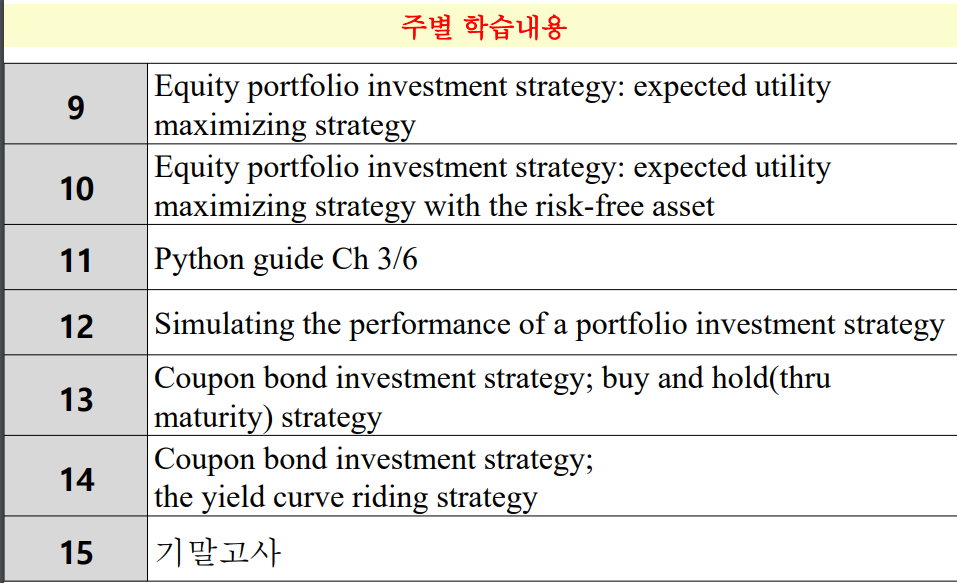 주별 학습내용
9
Equity portfolio investment strategy: expected utility
maximizing strategy
10
Equity portfolio investment strategy: expected utility
maximizing strategy with the risk-free asset
11
Python guide Ch 3/6
12
Simulating the performance of a portfolio investment strategy
13
Coupon bond investment strategy; buy and hold(thru
maturity) strategy
14
Coupon bond investment strategy;
the yield curve riding strategy
15
기말고사